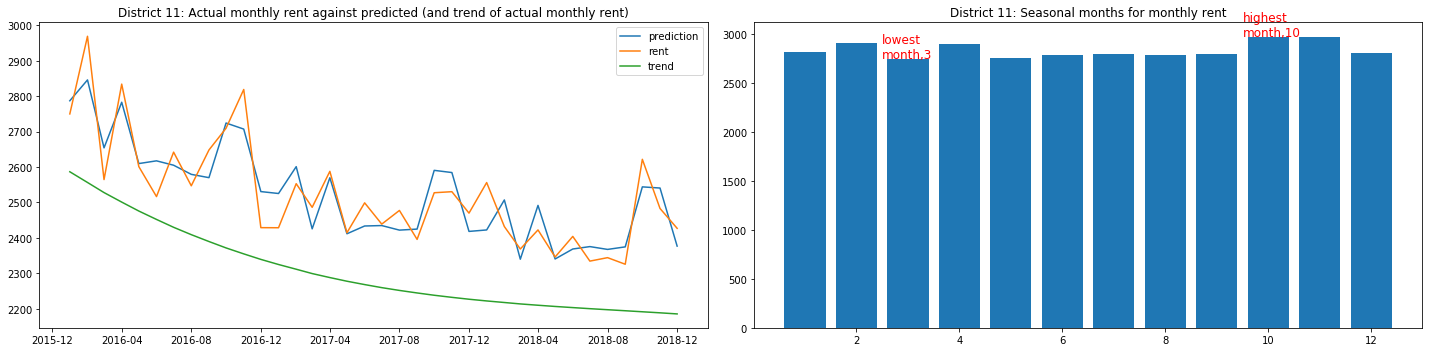 District 11: Actual monthly rent against predicted (and trend of actual monthly rent)
3000
2900
2800
2700
2600
2500
2400
2300
2200
prediction
rent
trend
2015-12 2016-04 2016-08 2016-12 2017-04 2017-08 2017-12 2018-04 2018-08 2018-12
District 11: Seasonal months for monthly rent
highest
month,10
lowest
month,3
3000
2500
2000
1500
1000
500
0
2 4 6 8 10 12